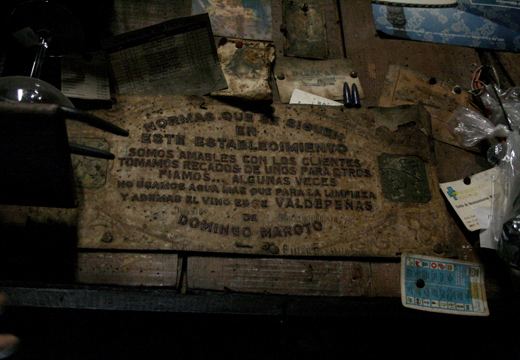 NORMAS QUE SE SIGUEN
EN
ESTE ESTABLECIMIENTO
SOMOS AMABLES CON LOS CLIENTES
TOMAMOS RECADOS DE UNOS PARA OTROS
FIAMOS... ALGUNAS VECES
NO USAMOS AGUA MAS QUE PARA LA LIMPIEZA
Y ADEMAS EL VINO ES DE VALDEPEÑAS
DE
DOMINGO MAROTO